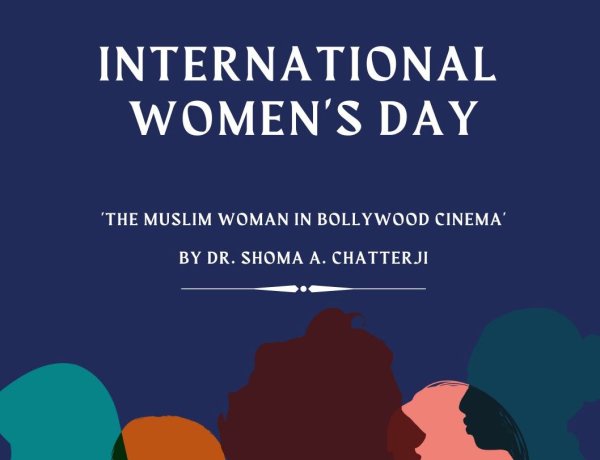 INTERNATIONAL
WOMEN'S DAY
'THE MUSLIM WOMAN IN BOLLYWOOD CINEMA'
BY DR. SHOMA A. CHATTERJI